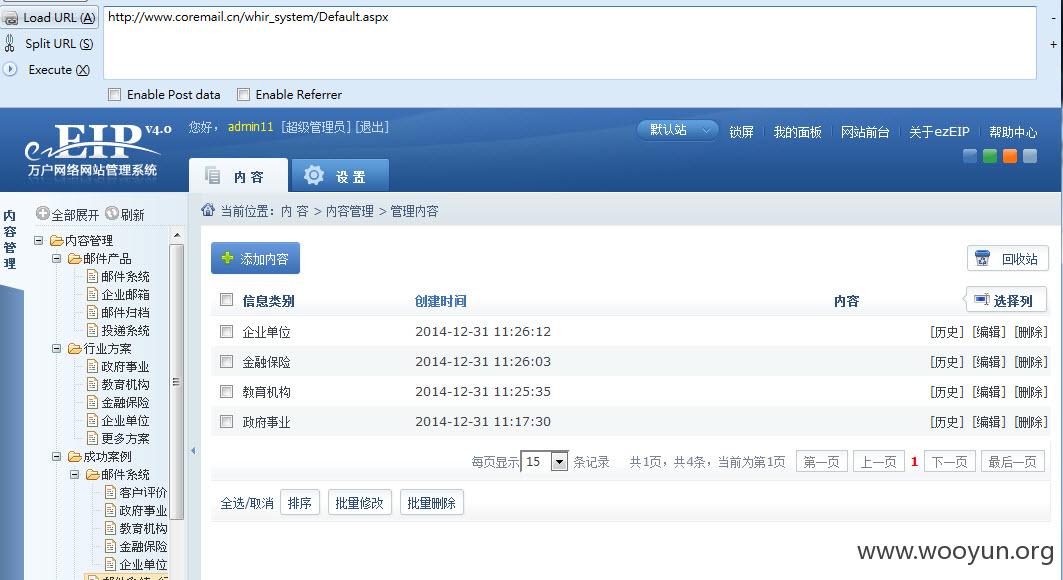 Load URL (A)
http://www.coremail.cn/whir_system/Default.aspx
-
Split URL (S)
+
Execute (X)
Enable Post data
Enable Referrer
ezEIP v4.0
万户网络网站管理系统
您好， admin11 [超级管理员] [退出]
默认站
锁屏
我的面板
网站前台
关于ezEIP
帮助中心
内 容
设 置
内容管理
全部展开
刷新
当前位置： 内 容 > 内容管理 > 管理内容
内容管理
邮件产品
邮件系统
企业邮箱
邮件归档
投递系统
行业方案
政府事业
教育机构
金融保险
企业单位
更多方案
成功案例
邮件系统
客户评价
政府事业
教育机构
金融保险
企业单位
添加内容
回收站
信息类别
创建时间
内容
选择列
企业单位 2014-12-31 11:26:12 [历史] [编辑] [删除]
金融保险 2014-12-31 11:26:03 [历史] [编辑] [删除]
教育机构 2014-12-31 11:25:35 [历史] [编辑] [删除]
政府事业 2014-12-31 11:17:30 [历史] [编辑] [删除]
每页显示 15 条记录 共1页，共4条，当前为第1页 第一页 上一页 1 下一页 最后一页
全选/取消 排序 批量修改 批量删除
www.wooyun.org